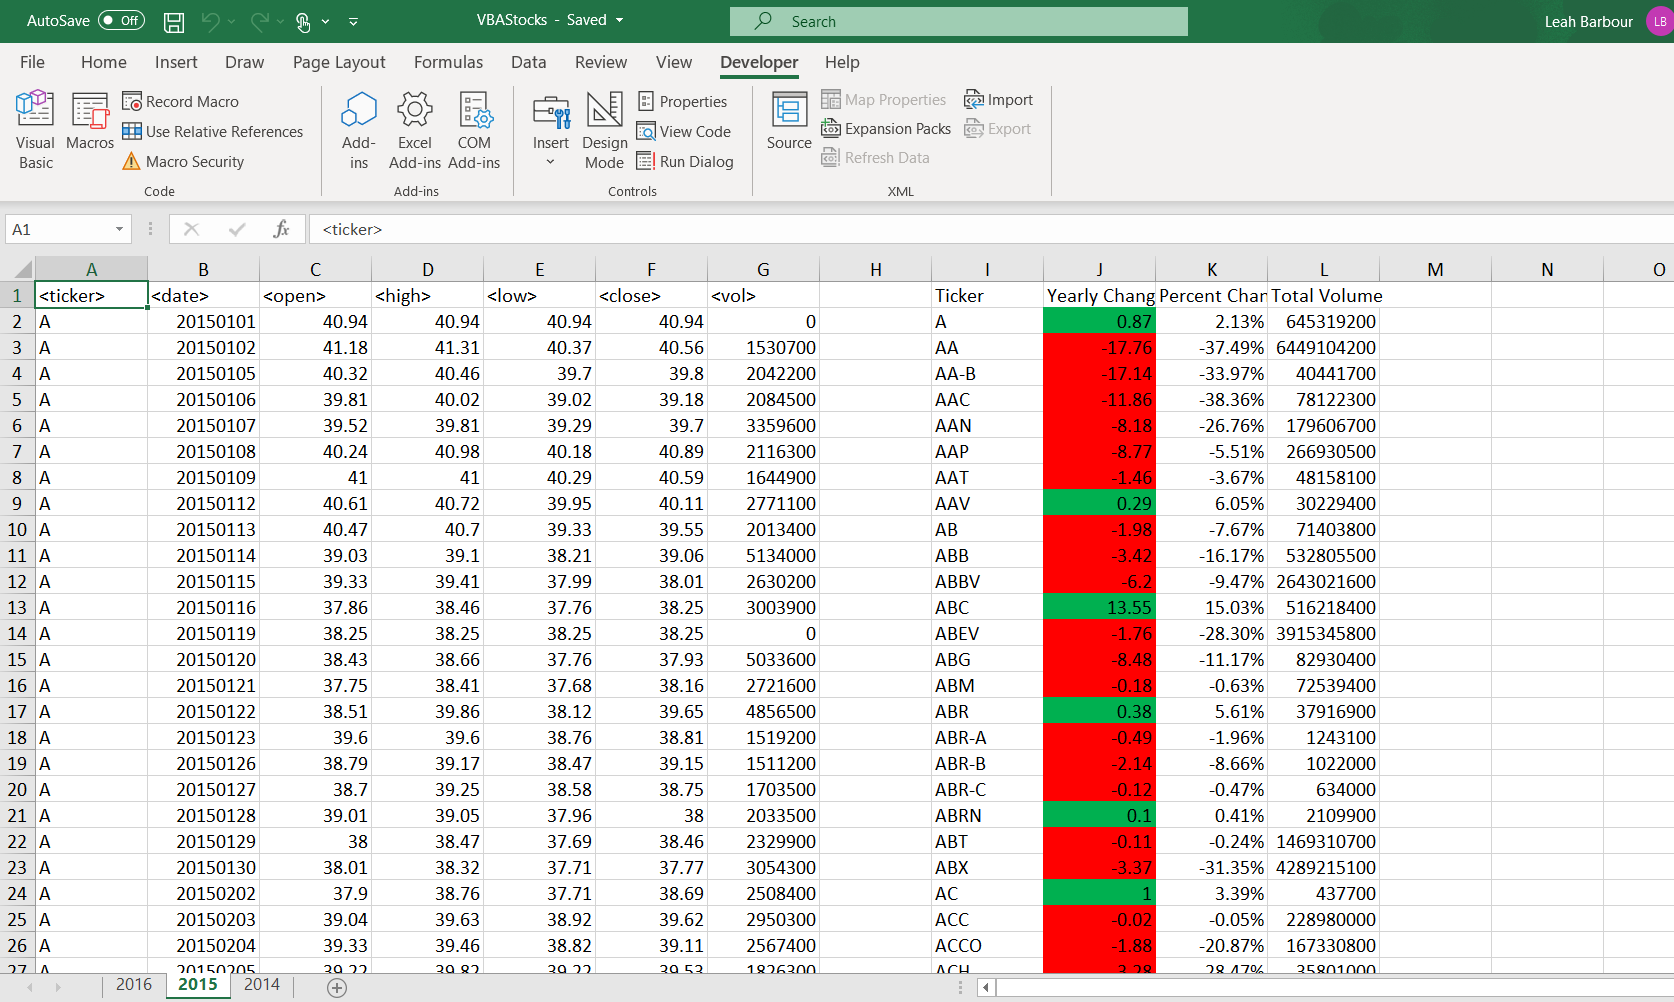 AutoSave Off VBAStocks - Saved Search Leah Barbour LB
File Home Insert Draw Page Layout Formulas Data Review View Developer Help
Visual Basic
Macros
Record Macro
Use Relative References
Macro Security
Code
Add-ins
Excel Add-ins
COM Add-ins
Add-ins
Insert
Design Mode
Properties
View Code
Run Dialog
Controls
Source
Map Properties
Expansion Packs
Refresh Data
Import
Export
XML
A1 fx <ticker>
A B C D E F G H I J K L M N O
1 <ticker> <date> <open> <high> <low> <close> <vol> Ticker Yearly Chang Percent Char Total Volume
2 A 20150101 40.94 40.94 40.94 40.94 0 A 0.87 2.13% 645319200
3 A 20150102 41.18 41.31 40.37 40.56 1530700 AA -17.76 -37.49% 6449104200
4 A 20150105 40.32 40.46 39.7 39.8 2042200 AA-B -17.14 -33.97% 40441700
5 A 20150106 39.81 40.02 39.02 39.18 2084500 AAC -11.86 -38.36% 78122300
6 A 20150107 39.52 39.81 39.29 39.7 3359600 AAN -8.18 -26.76% 179606700
7 A 20150108 40.24 40.98 40.18 40.89 2116300 AAP -8.77 -5.51% 266930500
8 A 20150109 41 41 40.29 40.59 1644900 AAT -1.46 -3.67% 48158100
9 A 20150112 40.61 40.72 39.95 40.11 2771100 AAV 0.29 6.05% 30229400
10 A 20150113 40.47 40.7 39.33 39.55 2013400 AB -1.98 -7.67% 71403800
11 A 20150114 39.03 39.1 38.21 39.06 5134000 ABB -3.42 -16.17% 532805500
12 A 20150115 39.33 39.41 37.99 38.01 2630200 ABBV -6.2 -9.47% 2643021600
13 A 20150116 37.86 38.46 37.76 38.25 3003900 ABC 13.55 15.03% 516218400
14 A 20150119 38.25 38.25 38.25 38.25 0 ABEV -1.76 -28.30% 3915345800
15 A 20150120 38.43 38.66 37.76 37.93 5033600 ABG -8.48 -11.17% 82930400
16 A 20150121 37.75 38.41 37.68 38.16 2721600 ABM -0.18 -0.63% 72539400
17 A 20150122 38.51 39.86 38.12 39.65 4856500 ABR 0.38 5.61% 37916900
18 A 20150123 39.6 39.6 38.76 38.81 1519200 ABR-A -0.49 -1.96% 1243100
19 A 20150126 38.79 39.17 38.47 39.15 1511200 ABR-B -2.14 -8.66% 1022000
20 A 20150127 38.7 39.25 38.58 38.75 1703500 ABR-C -0.12 -0.47% 634000
21 A 20150128 39.01 39.05 37.96 38 2033500 ABRN 0.1 0.41% 2109900
22 A 20150129 38 38.47 37.69 38.46 2329900 ABT -0.11 -0.24% 1469310700
23 A 20150130 38.01 38.32 37.71 37.77 3054300 ABX -3.37 -31.35% 4289215100
24 A 20150202 37.9 38.76 37.71 38.69 2508400 AC 1 3.39% 437700
25 A 20150203 39.04 39.63 38.92 39.62 2950300 ACC -0.02 -0.05% 228980000
26 A 20150204 39.33 39.46 38.82 39.11 2567400 ACCO -1.88 -20.87% 167330800
27 A 20150205 39.22 39.82 39.22 39.53 1826300 ACH 35801000
2016 2015 2014